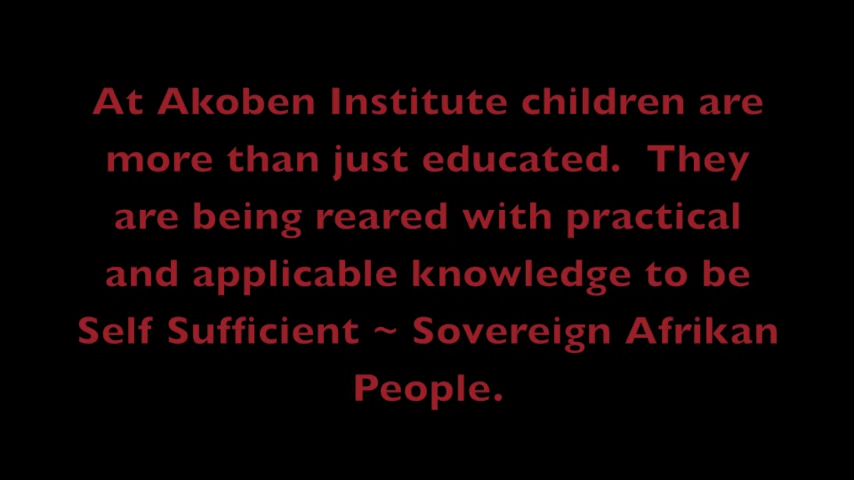 At Akoben Institute children are
more than just educated.  They
are being reared with practical
and applicable knowledge to be
Self Sufficient ~ Sovereign Afrikan
People.